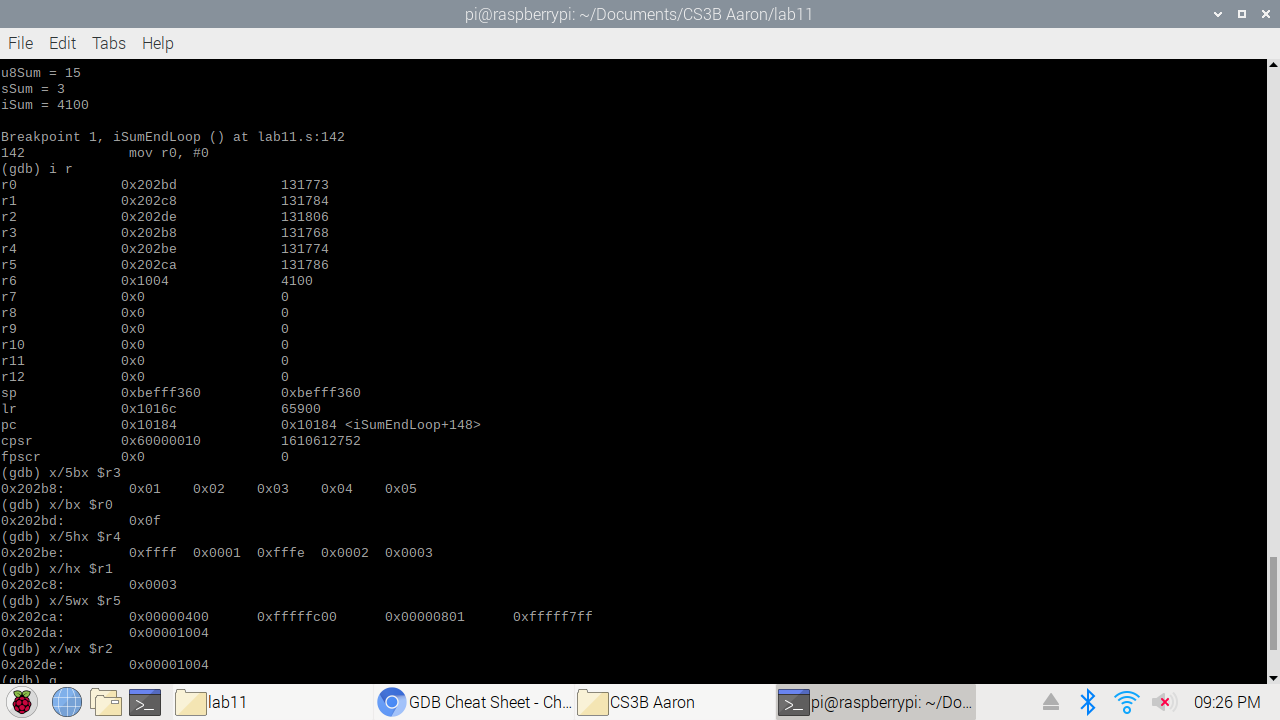 pi@raspberrypi: ~/Documents/CS3B Aaron/lab11
File Edit Tabs Help
u8Sum = 15
sSum = 3
iSum = 4100
Breakpoint 1, iSumEndLoop () at lab11.s:142
142 mov r0, #0
(gdb) i r
r0 0x202bd 131773
r1 0x202c8 131784
r2 0x202de 131806
r3 0x202b8 131768
r4 0x202be 131774
r5 0x202ca 131786
r6 0x1004 4100
r7 0x0 0
r8 0x0 0
r9 0x0 0
r10 0x0 0
r11 0x0 0
r12 0x0 0
sp 0xbefff360 0xbefff360
lr 0x1016c 65900
pc 0x10184 0x10184 <iSumEndLoop+148>
cpsr 0x60000010 1610612752
fpscr 0x0 0
(gdb) x/5bx $r3
0x202b8: 0x01 0x02 0x03 0x04 0x05
(gdb) x/bx $r0
0x202bd: 0x0f
(gdb) x/5hx $r4
0x202be: 0xffff 0x0001 0xfffe 0x0002 0x0003
(gdb) x/hx $r1
0x202c8: 0x0003
(gdb) x/5wx $r5
0x202ca: 0x00000400 0xfffffc00 0x00000801 0xfffff7ff
0x202da: 0x00001004
(gdb) x/wx $r2
0x202de: 0x00001004
(gdb) q
lab11 GDB Cheat Sheet - Ch... CS3B Aaron pi@raspberrypi: ~/Do... 09:26 PM